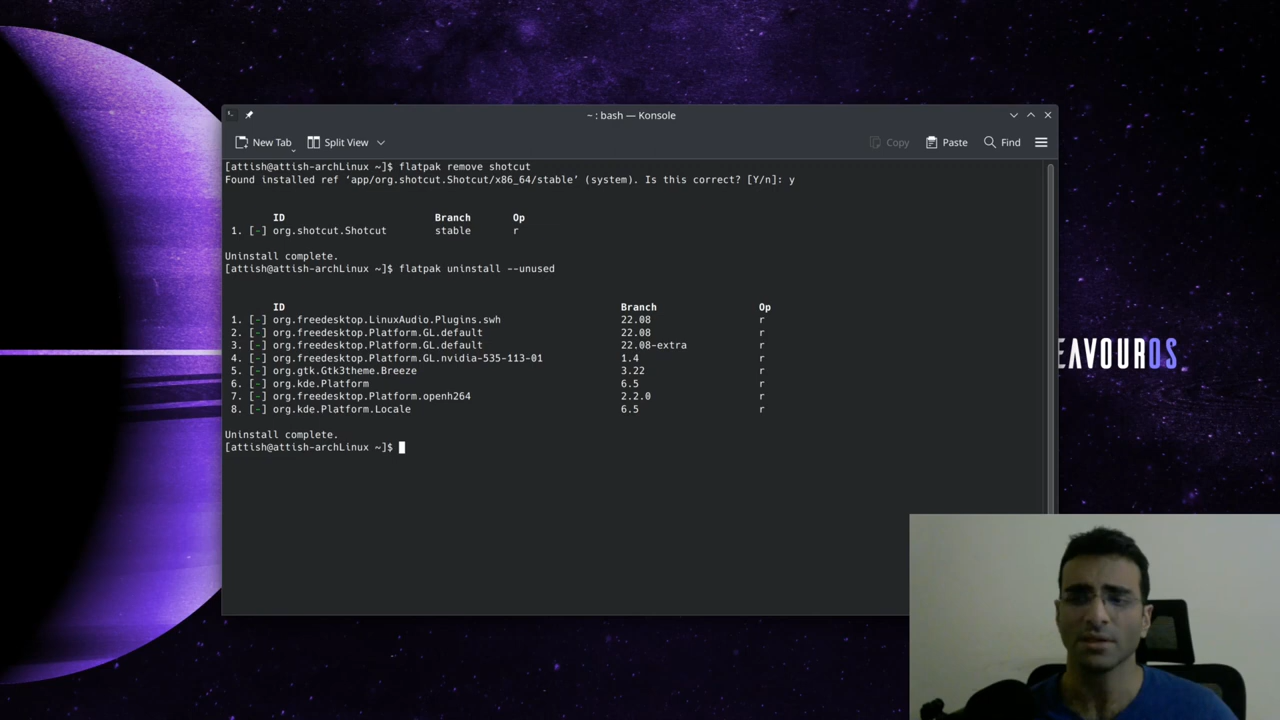 ~ : bash — Konsole
New Tab Split View Copy Paste Find
[attish@attish-archLinux ~]$ flatpak remove shotcut
Found installed ref ‘app/org.shotcut.Shotcut/x86_64/stable’ (system). Is this correct? [Y/n]: y
ID Branch Op
1. [-] org.shotcut.Shotcut stable r
Uninstall complete.
[attish@attish-archLinux ~]$ flatpak uninstall --unused
ID Branch Op
1. [-] org.freedesktop.LinuxAudio.Plugins.swh 22.08 r
2. [-] org.freedesktop.Platform.GL.default 22.08 r
3. [-] org.freedesktop.Platform.GL.default 22.08-extra r
4. [-] org.freedesktop.Platform.GL.nvidia-535-113-01 1.4 r
5. [-] org.gtk.Gtk3theme.Breeze 3.22 r
6. [-] org.kde.Platform 6.5 r
7. [-] org.freedesktop.Platform.openh264 2.2.0 r
8. [-] org.kde.Platform.Locale 6.5 r
Uninstall complete.
[attish@attish-archLinux ~]$
EAVOUROS